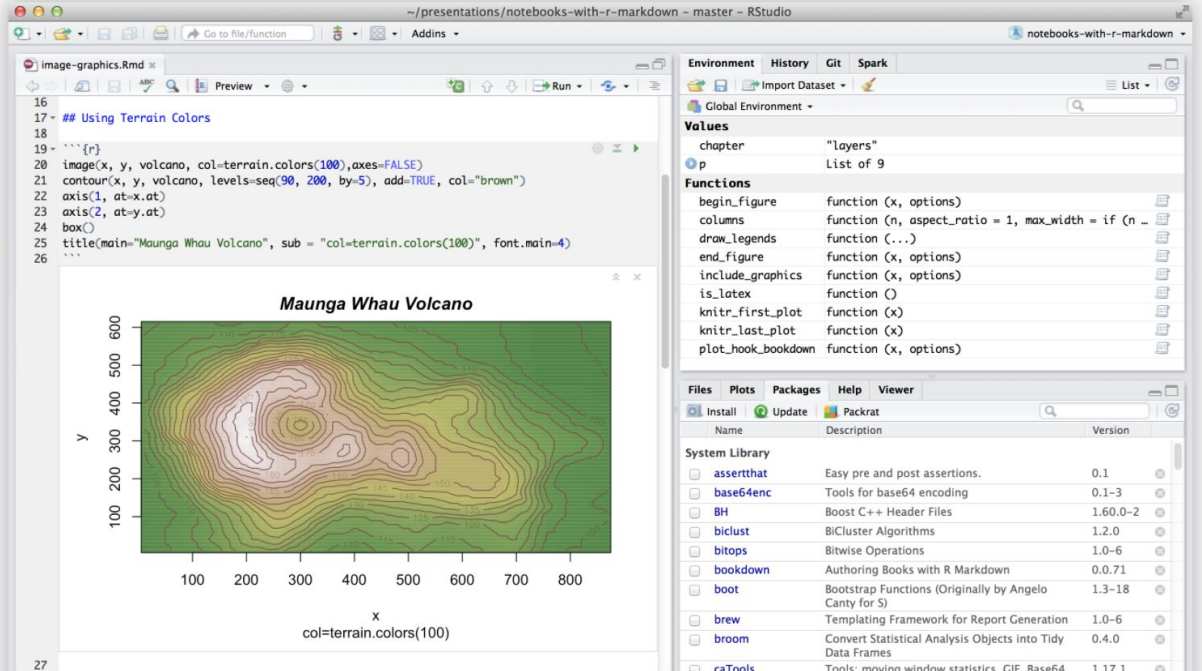 ~/presentations/notebooks-with-r-markdown – master – RStudio
Go to file/function
Addins
notebooks-with-r-markdown
image-graphics.Rmd
ABC
Preview
Run
16
17 ## Using Terrain Colors
18
19 ```{r}
20 image(x, y, volcano, col=terrain.colors(100),axes=FALSE)
21 contour(x, y, volcano, levels=seq(90, 200, by=5), add=TRUE, col="brown")
22 axis(1, at=x.at)
23 axis(2, at=y.at)
24 box()
25 title(main="Maunga Whau Volcano", sub = "col=terrain.colors(100)", font.main=4)
26 ```
Maunga Whau Volcano
600
500
400
300
200
100
y
100 200 300 400 500 600 700 800
x
col=terrain.colors(100)
27
Environment History Git Spark
Import Dataset
List
Global Environment
Values
chapter "layers"
p List of 9
Functions
begin_figure function (x, options)
columns function (n, aspect_ratio = 1, max_width = if (n …
draw_legends function (...)
end_figure function (x, options)
include_graphics function (x, options)
is_latex function ()
knitr_first_plot function (x)
knitr_last_plot function (x)
plot_hook_bookdown function (x, options)
Files Plots Packages Help Viewer
Install Update Packrat
Name Description Version
System Library
assertthat Easy pre and post assertions. 0.1
base64enc Tools for base64 encoding 0.1-3
BH Boost C++ Header Files 1.60.0-2
biclust BiCluster Algorithms 1.2.0
bitops Bitwise Operations 1.0-6
bookdown Authoring Books with R Markdown 0.0.71
boot Bootstrap Functions (Originally by Angelo 1.3-18
Canty for S)
brew Templating Framework for Report Generation 1.0-6
broom Convert Statistical Analysis Objects into Tidy 0.4.0
Data Frames
caTools Tools: moving window statistics, GIF, Base64, 1.17.1